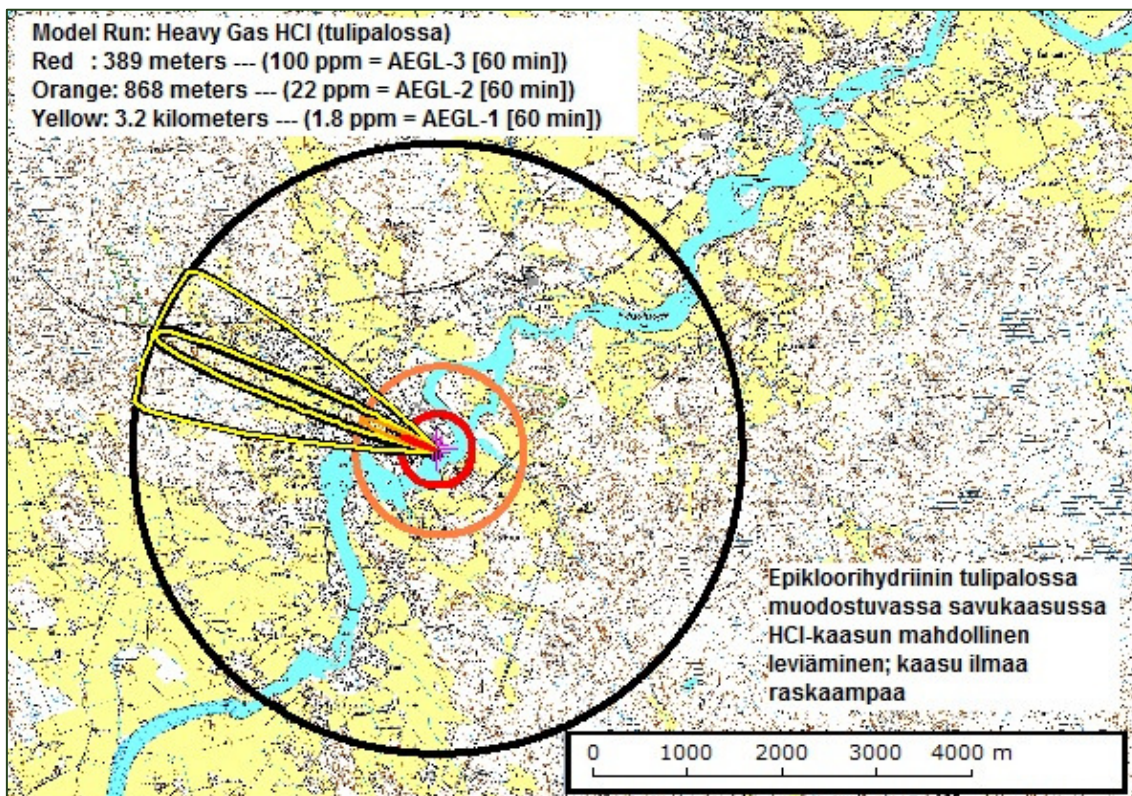 Model Run: Heavy Gas HCl (tulipalossa)
Red : 389 meters --- (100 ppm = AEGL-3 [60 min])
Orange: 868 meters --- (22 ppm = AEGL-2 [60 min])
Yellow: 3.2 kilometers --- (1.8 ppm = AEGL-1 [60 min])
Epikloorihydriinin tulipalossa
muodostuvassa savukaasussa
HCl-kaasun mahdollinen
leviäminen; kaasu ilmaa
raskaampaa
0 1000 2000 3000 4000 m